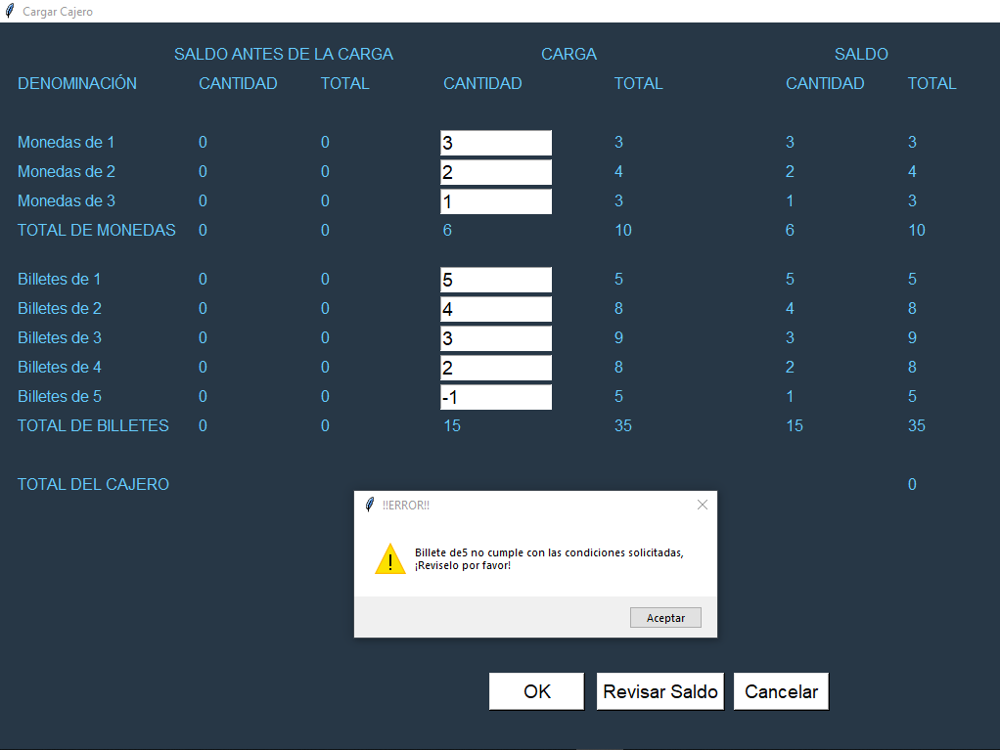 Cargar Cajero
SALDO ANTES DE LA CARGA CARGA SALDO
DENOMINACIÓN CANTIDAD TOTAL CANTIDAD TOTAL CANTIDAD TOTAL
Monedas de 1 0 0 3 3 3 3
Monedas de 2 0 0 2 4 2 4
Monedas de 3 0 0 1 3 1 3
TOTAL DE MONEDAS 0 0 6 10 6 10
Billetes de 1 0 0 5 5 5 5
Billetes de 2 0 0 4 8 4 8
Billetes de 3 0 0 3 9 3 9
Billetes de 4 0 0 2 8 2 8
Billetes de 5 0 0 -1 5 1 5
TOTAL DE BILLETES 0 0 15 35 15 35
TOTAL DEL CAJERO 0
!!ERROR!!
Billete de5 no cumple con las condiciones solicitadas,
¡Reviselo por favor!
Aceptar
OK Revisar Saldo Cancelar